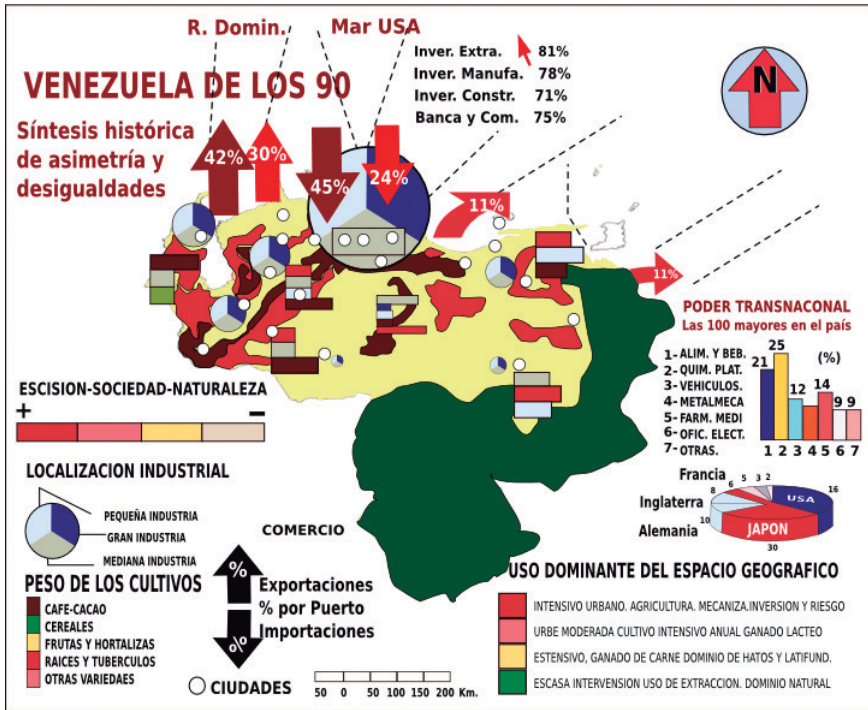 R. Domin.
Mar USA
VENEZUELA DE LOS 90
Síntesis histórica
de asimetría y
desigualdades
Inver. Extra. 81%
Inver. Manufa. 78%
Inver. Constr. 71%
Banca y Com. 75%
N
42%
30%
45%
24%
11%
11%
PODER TRANSNACONAL
Las 100 mayores en el país
1- ALIM. Y BEB.
2- QUIM. PLAT.
3- VEHICULOS.
4- METALMECA
5- FARM. MEDI
6- OFIC. ELECT.
7- OTRAS.
(%)
21 25 12 14 9 9
1 2 3 4 5 6 7
ESCISION-SOCIEDAD-NATURALEZA
+ −
LOCALIZACION INDUSTRIAL
PEQUEÑA INDUSTRIA
GRAN INDUSTRIA
MEDIANA INDUSTRIA
PESO DE LOS CULTIVOS
CAFE-CACAO
CEREALES
FRUTAS Y HORTALIZAS
RAICES Y TUBERCULOS
OTRAS VARIEDAES
COMERCIO
%
Exportaciones
% por Puerto
Importaciones
%
CIUDADES
50 0 50 100 150 200 Km.
Francia
Inglaterra
Alemania
8 6 5 3 2
USA 16
10
JAPON
30
USO DOMINANTE DEL ESPACIO GEOGRAFICO
INTENSIVO URBANO. AGRICULTURA. MECANIZA.INVERSION Y RIESGO
URBE MODERADA CULTIVO INTENSIVO ANUAL GANADO LACTEO
ESTENSIVO, GANADO DE CARNE DOMINIO DE HATOS Y LATIFUND.
ESCASA INTERVENSION USO DE EXTRACCION. DOMINIO NATURAL